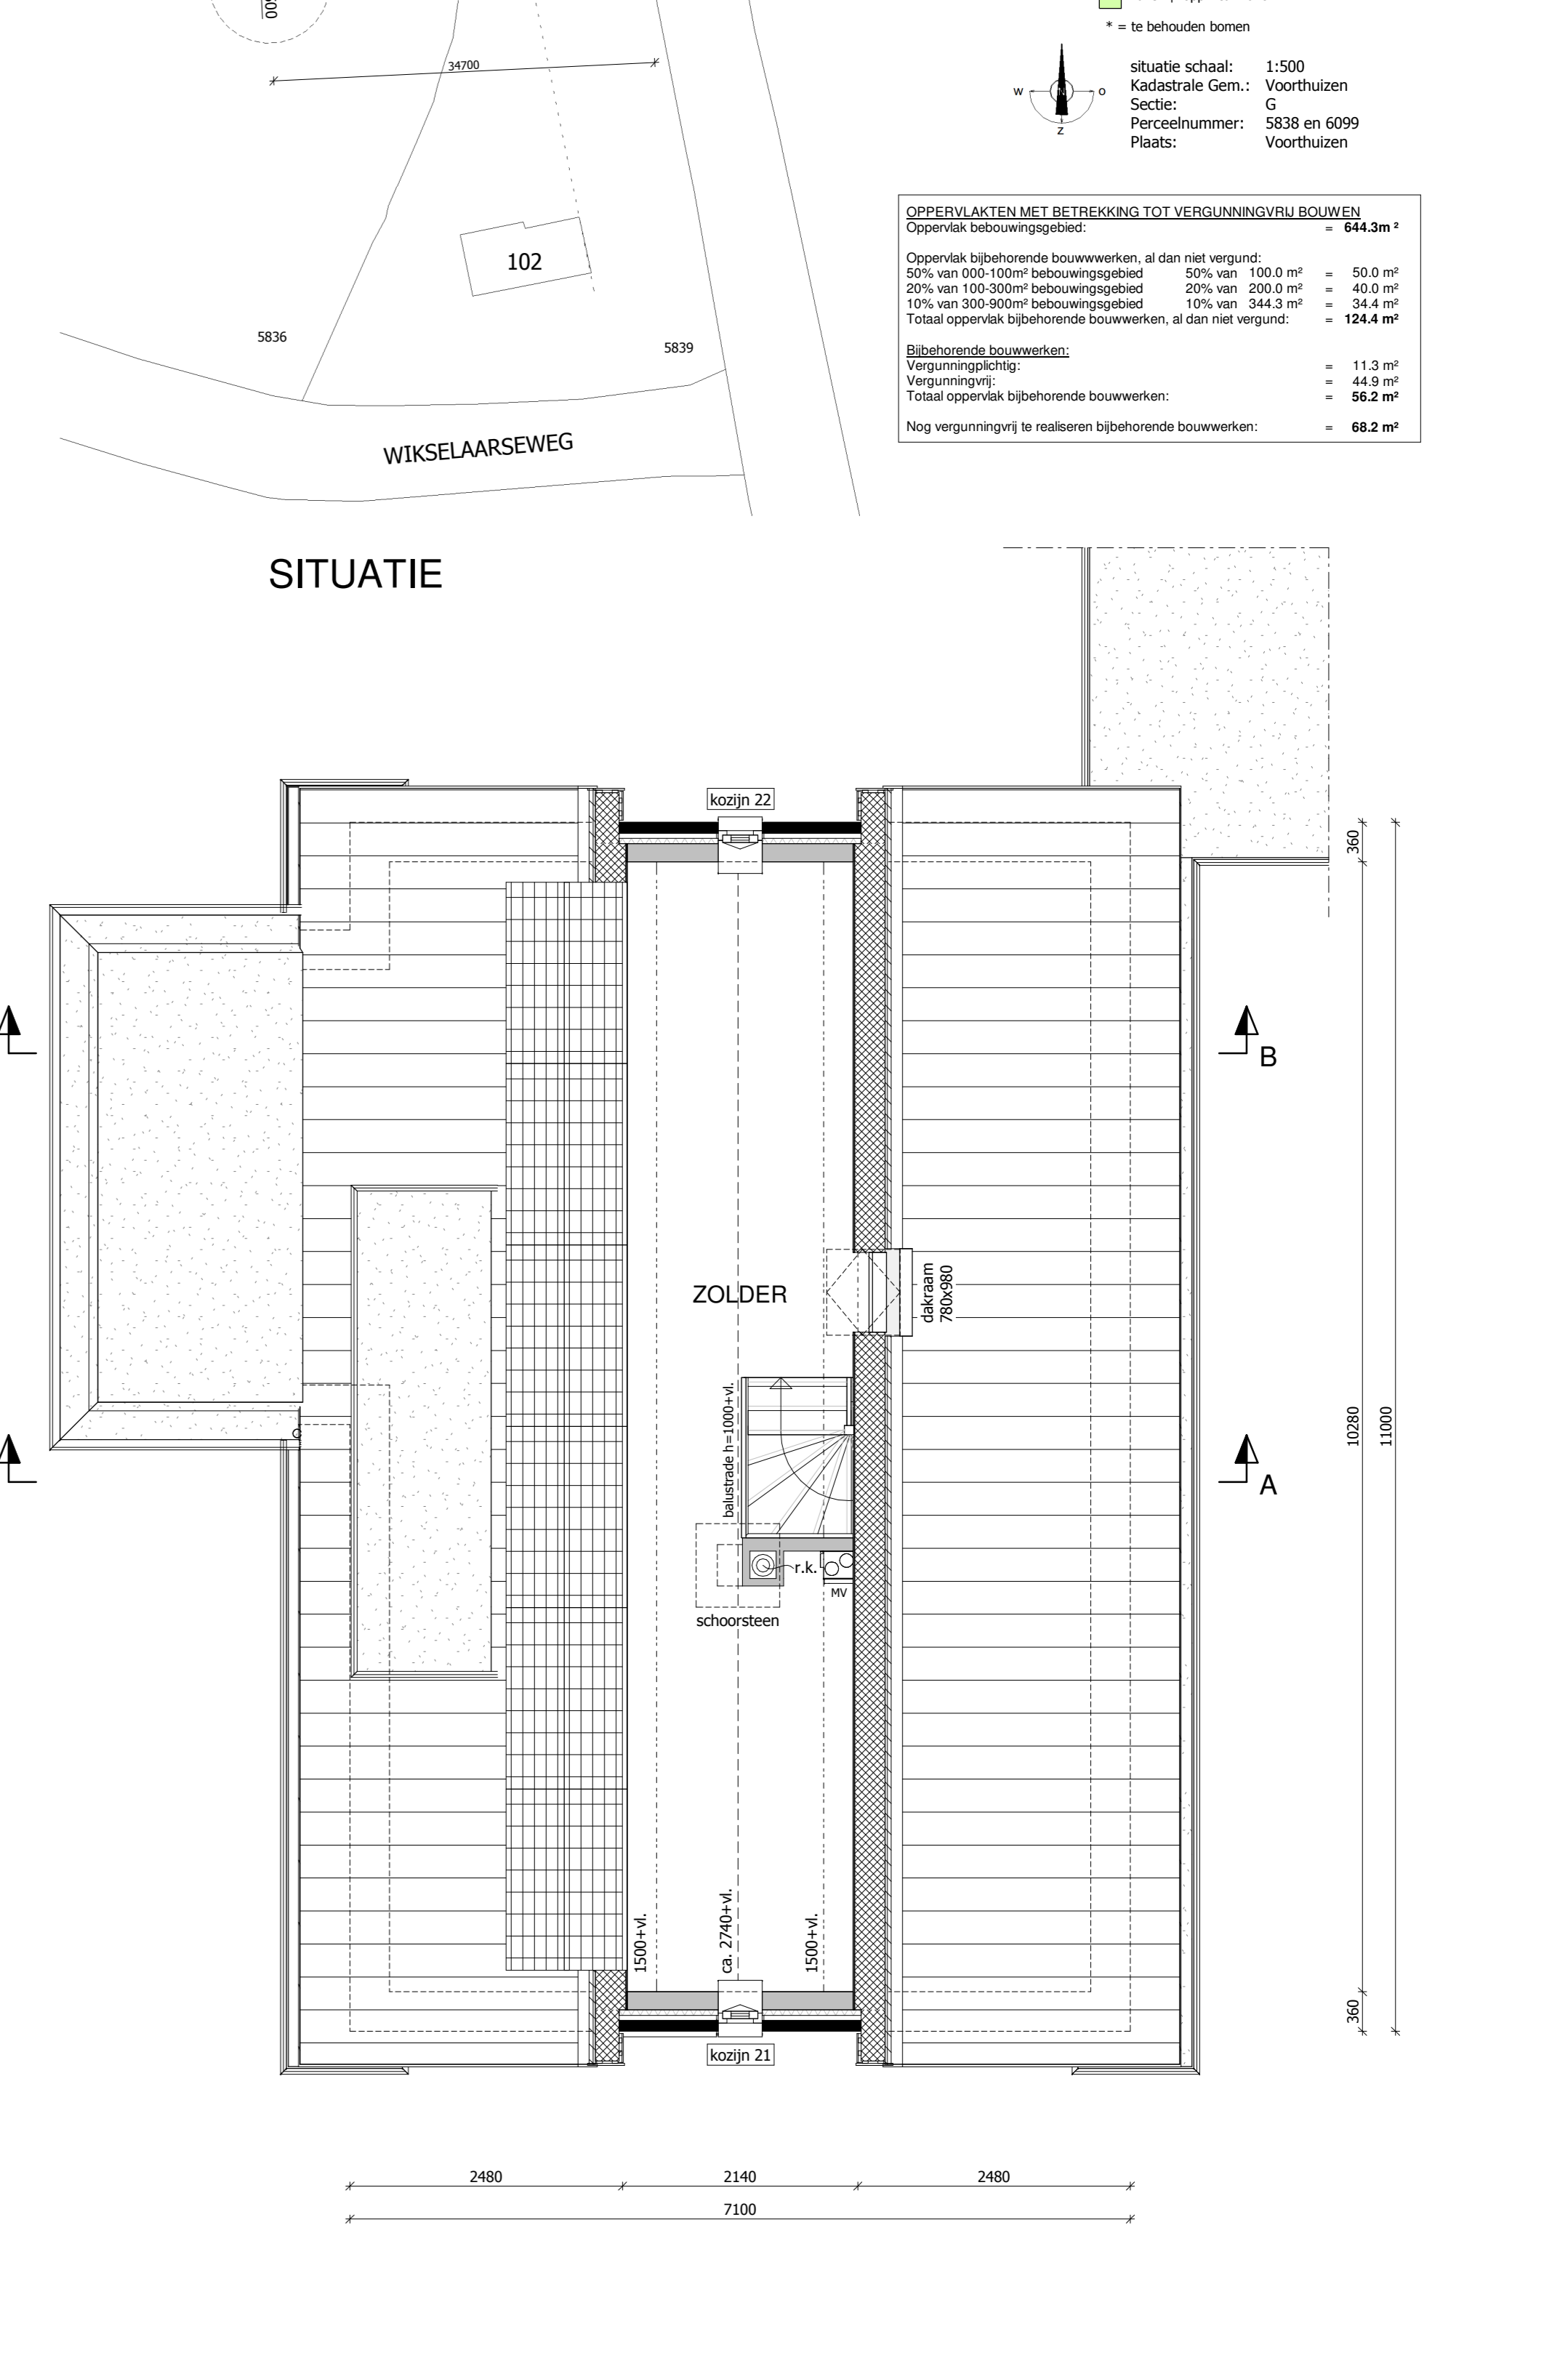 34700
102
5836
5839
WIKSELAARSEWEG
SITUATIE
* = te behouden bomen
w N o
z
situatie schaal: 1:500
Kadastrale Gem.: Voorthuizen
Sectie: G
Perceelnummer: 5838 en 6099
Plaats: Voorthuizen
OPPERVLAKTEN MET BETREKKING TOT VERGUNNINGVRIJ BOUWEN
Oppervlak bebouwingsgebied: = 644.3m ²
Oppervlak bijbehorende bouwwwerken, al dan niet vergund:
50% van 000-100m² bebouwingsgebied 50% van 100.0 m² = 50.0 m²
20% van 100-300m² bebouwingsgebied 20% van 200.0 m² = 40.0 m²
10% van 300-900m² bebouwingsgebied 10% van 344.3 m² = 34.4 m²
Totaal oppervlak bijbehorende bouwwerken, al dan niet vergund: = 124.4 m²
Bijbehorende bouwwerken:
Vergunningplichtig: = 11.3 m²
Vergunningvrij: = 44.9 m²
Totaal oppervlak bijbehorende bouwwerken: = 56.2 m²
Nog vergunningvrij te realiseren bijbehorende bouwwerken: = 68.2 m²
kozijn 22
360
B
ZOLDER
dakraam
780x980
balustrade h=1000+vl.
10280
11000
A
r.k.
MV
schoorsteen
1500+vl.
ca. 2740+vl.
1500+vl.
360
kozijn 21
2480 2140 2480
7100